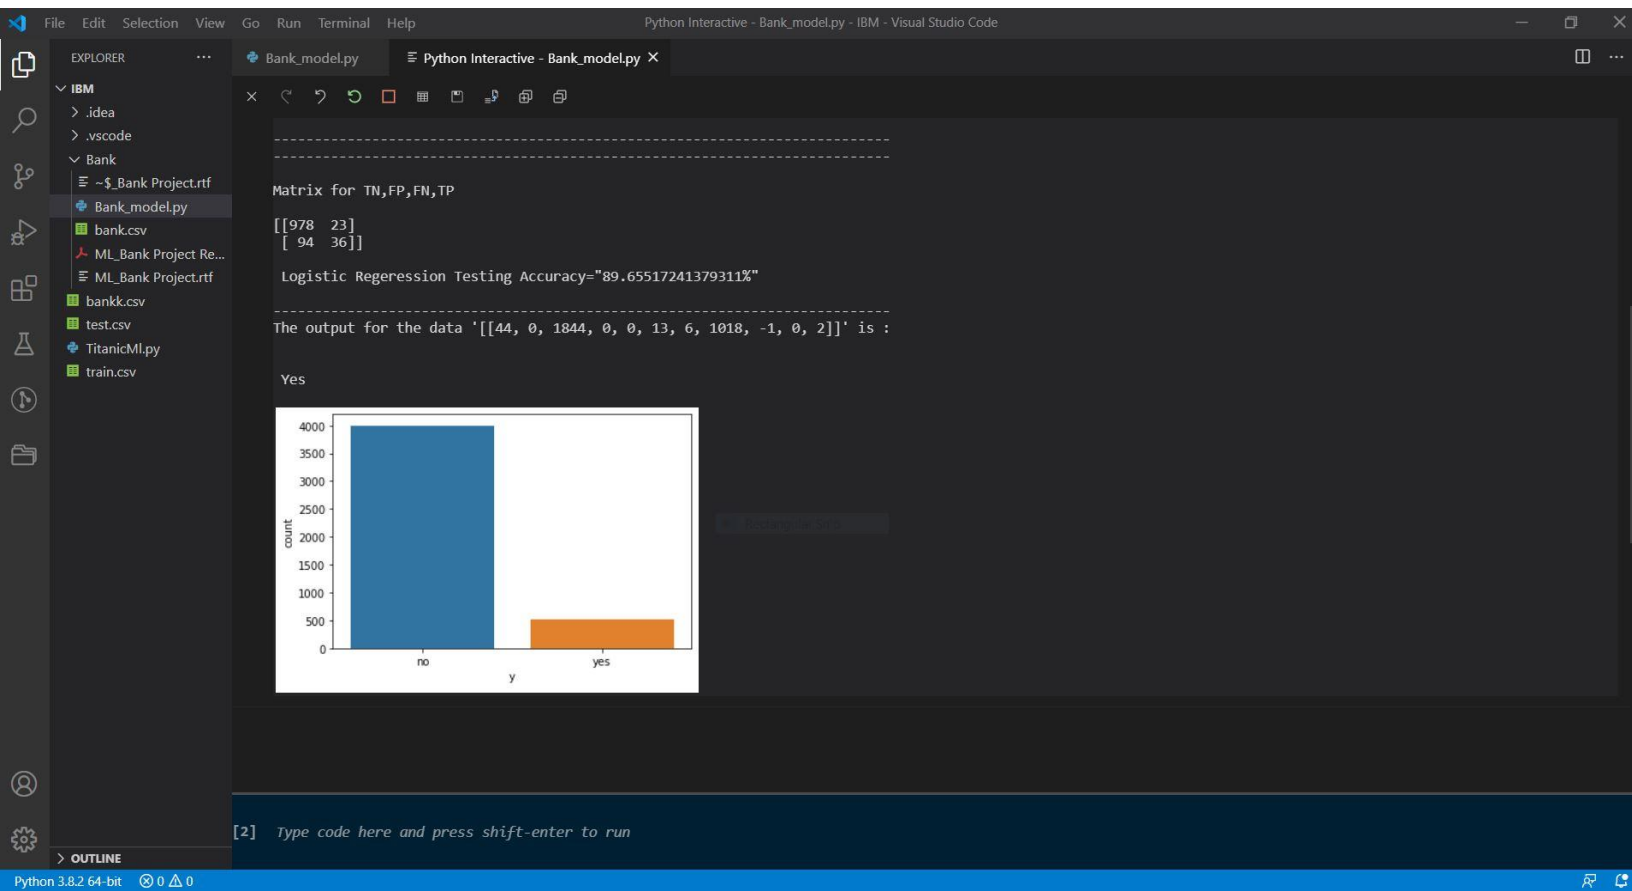 File Edit Selection View Go Run Terminal Help
Python Interactive - Bank_model.py - IBM - Visual Studio Code
EXPLORER
Bank_model.py
Python Interactive - Bank_model.py
IBM
.idea
.vscode
Bank
~$_Bank Project.rtf
Bank_model.py
bank.csv
ML_Bank Project Re...
ML_Bank Project.rtf
bankk.csv
test.csv
TitanicMl.py
train.csv
OUTLINE
--------------------------------------------------------------------------
--------------------------------------------------------------------------
Matrix for TN,FP,FN,TP
[[978 23]
[ 94 36]]
Logistic Regeression Testing Accuracy="89.65517241379311%"
--------------------------------------------------------------------------
The output for the data '[[44, 0, 1844, 0, 0, 13, 6, 1018, -1, 0, 2]]' is :
Yes
4000
3500
3000
2500
2000
1500
1000
500
0
count
no yes
y
[2] Type code here and press shift-enter to run
Python 3.8.2 64-bit 0 0